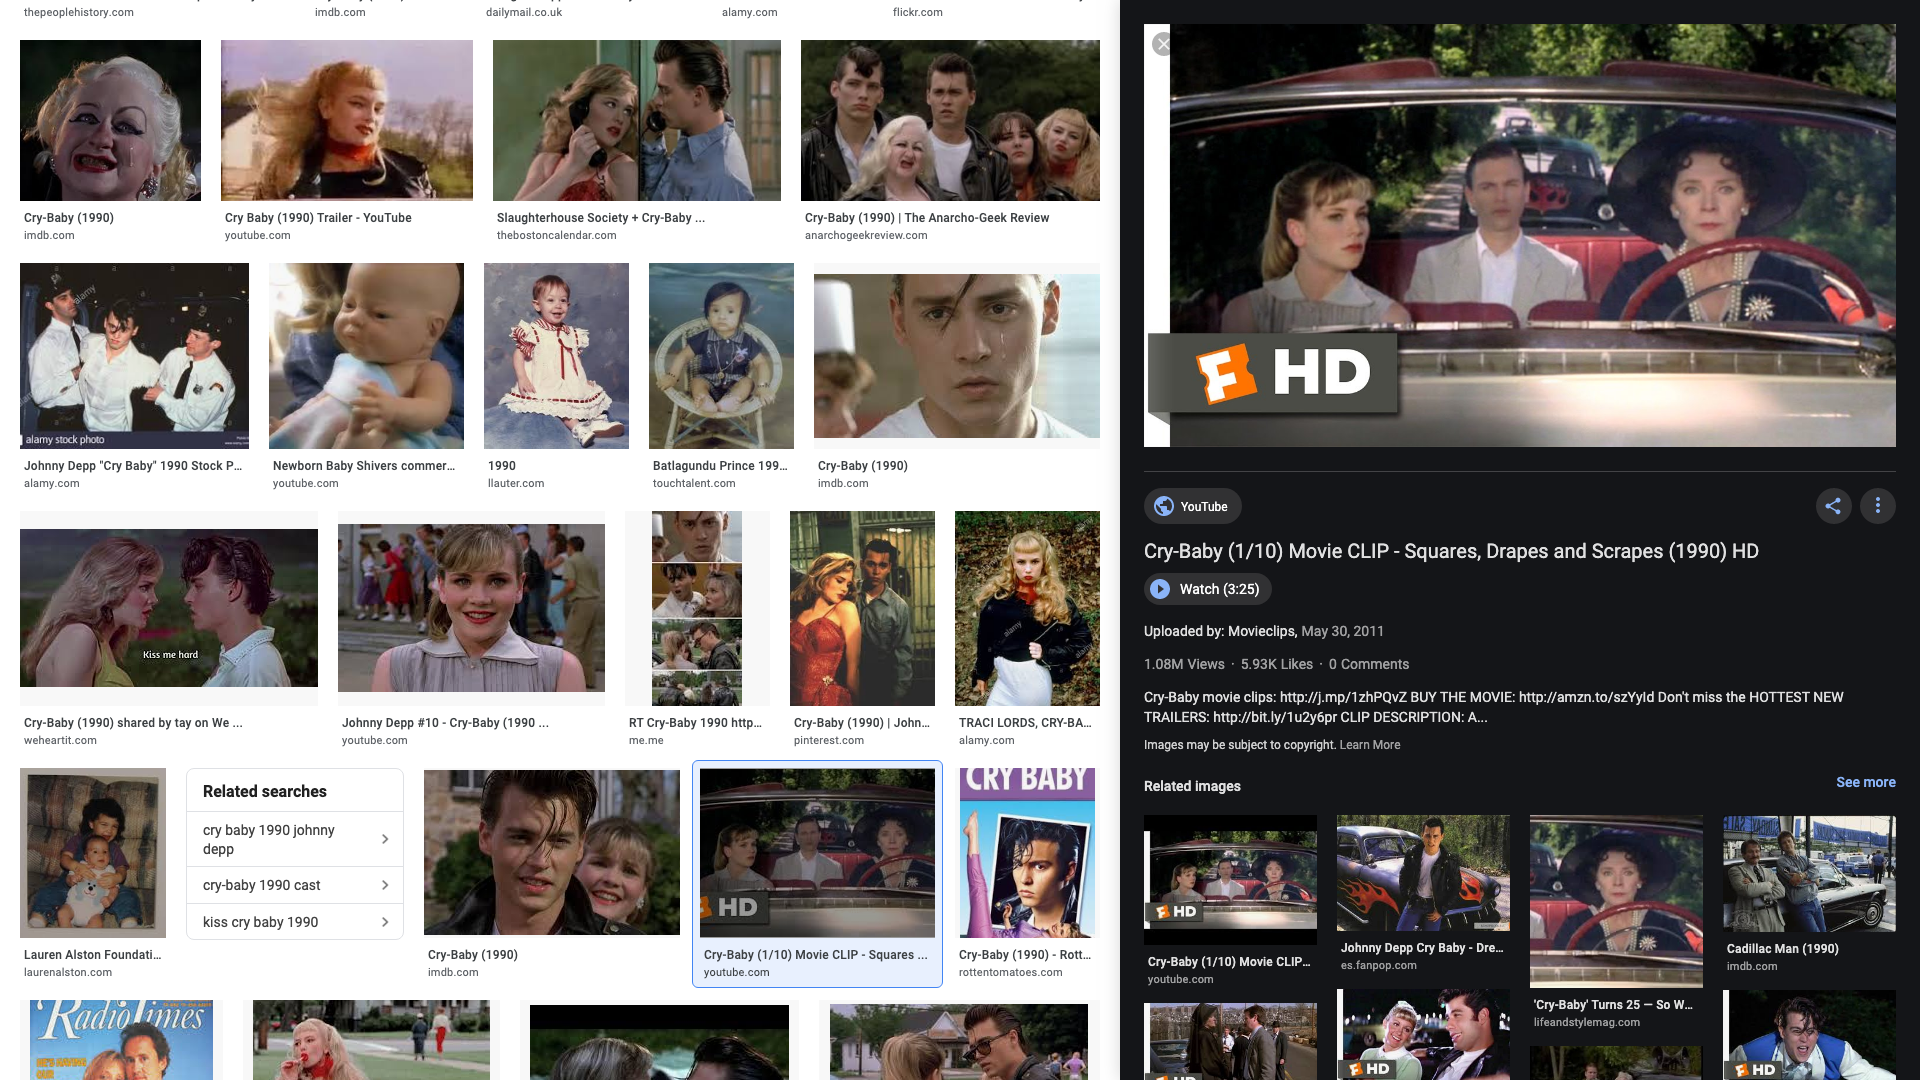 thepeoplehistory.com
imdb.com
dailymail.co.uk
alamy.com
flickr.com
Cry-Baby (1990)
imdb.com
Cry Baby (1990) Trailer - YouTube
youtube.com
Slaughterhouse Society + Cry-Baby ...
thebostoncalendar.com
Cry-Baby (1990) | The Anarcho-Geek Review
anarchogeekreview.com
alamy
alamy stock photo
Johnny Depp "Cry Baby" 1990 Stock P...
alamy.com
Newborn Baby Shivers commer...
youtube.com
1990
llauter.com
Batlagundu Prince 199...
touchtalent.com
Cry-Baby (1990)
imdb.com
Kiss me hard
Cry-Baby (1990) shared by tay on We ...
weheartit.com
Johnny Depp #10 - Cry-Baby (1990 ...
youtube.com
RT Cry-Baby 1990 http...
me.me
Cry-Baby (1990) | John...
pinterest.com
alamy
TRACI LORDS, CRY-BA...
alamy.com
Lauren Alston Foundati...
laurenalston.com
Related searches
cry baby 1990 johnny
depp
cry-baby 1990 cast
kiss cry baby 1990
Cry-Baby (1990)
imdb.com
HD
Cry-Baby (1/10) Movie CLIP - Squares ...
youtube.com
CRY BABY
Cry-Baby (1990) - Rott...
rottentomatoes.com
RadioTimes
F HD
YouTube
Cry-Baby (1/10) Movie CLIP - Squares, Drapes and Scrapes (1990) HD
Watch (3:25)
Uploaded by: Movieclips, May 30, 2011
1.08M Views · 5.93K Likes · 0 Comments
Cry-Baby movie clips: http://j.mp/1zhPQvZ BUY THE MOVIE: http://amzn.to/szYyId Don't miss the HOTTEST NEW
TRAILERS: http://bit.ly/1u2y6pr CLIP DESCRIPTION: A...
Images may be subject to copyright. Learn More
Related images
See more
HD
Cry-Baby (1/10) Movie CLIP...
youtube.com
Johnny Depp Cry Baby - Dre...
es.fanpop.com
'Cry-Baby' Turns 25 — So W...
lifeandstylemag.com
Cadillac Man (1990)
imdb.com
HD
HD
HD